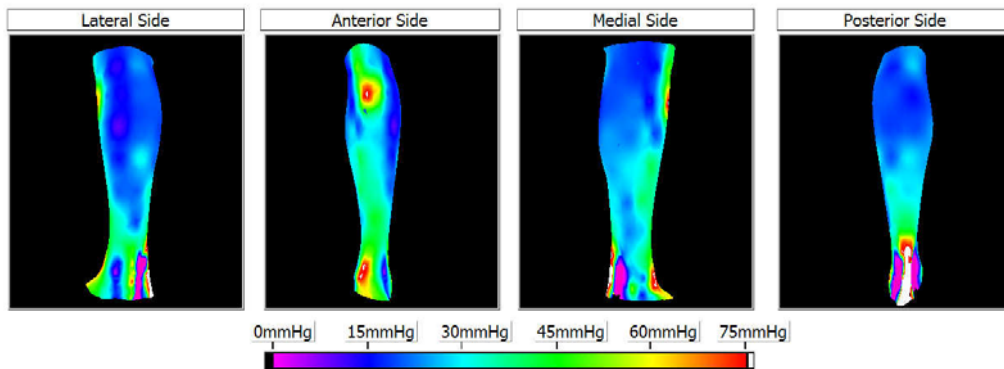 Lateral Side
Anterior Side
Medial Side
Posterior Side
0mmHg 15mmHg 30mmHg 45mmHg 60mmHg 75mmHg